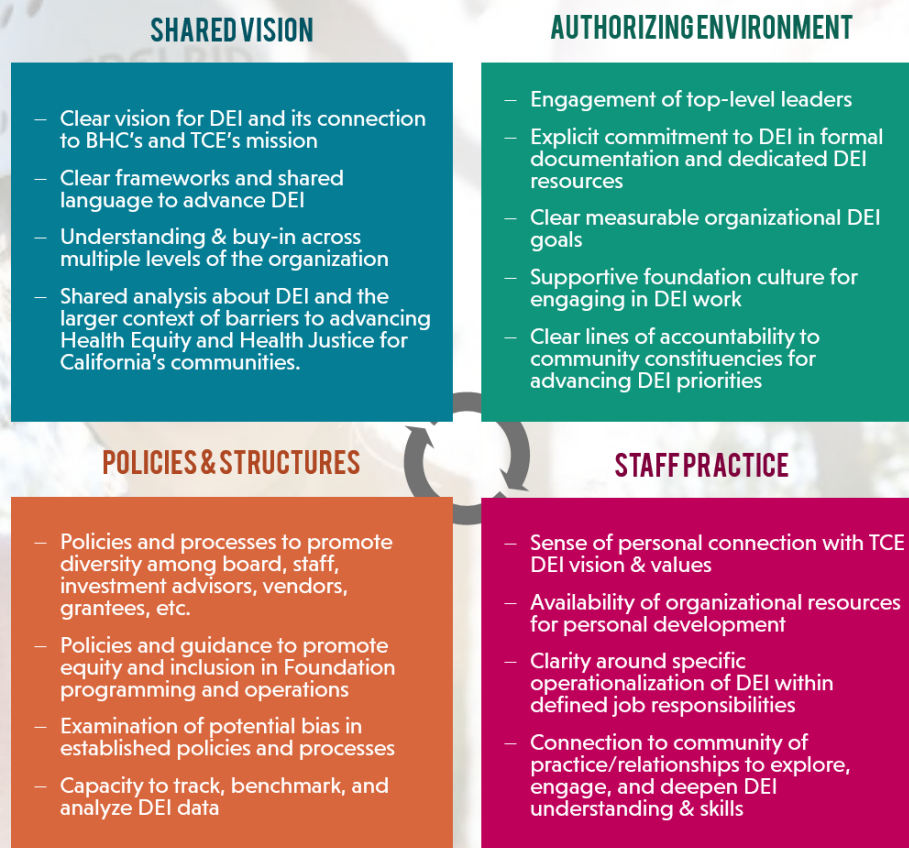 SHARED VISION
– Clear vision for DEI and its connection
to BHC's and TCE's mission
– Clear frameworks and shared
language to advance DEI
– Understanding & buy-in across
multiple levels of the organization
– Shared analysis about DEI and the
larger context of barriers to advancing
Health Equity and Health Justice for
California's communities.
AUTHORIZING ENVIRONMENT
– Engagement of top-level leaders
– Explicit commitment to DEI in formal
documentation and dedicated DEI
resources
– Clear measurable organizational DEI
goals
– Supportive foundation culture for
engaging in DEI work
– Clear lines of accountability to
community constituencies for
advancing DEI priorities
POLICIES & STRUCTURES
– Policies and processes to promote
diversity among board, staff,
investment advisors, vendors,
grantees, etc.
– Policies and guidance to promote
equity and inclusion in Foundation
programming and operations
– Examination of potential bias in
established policies and processes
– Capacity to track, benchmark, and
analyze DEI data
STAFF PRACTICE
– Sense of personal connection with TCE
DEI vision & values
– Availability of organizational resources
for personal development
– Clarity around specific
operationalization of DEI within
defined job responsibilities
– Connection to community of
practice/relationships to explore,
engage, and deepen DEI
understanding & skills